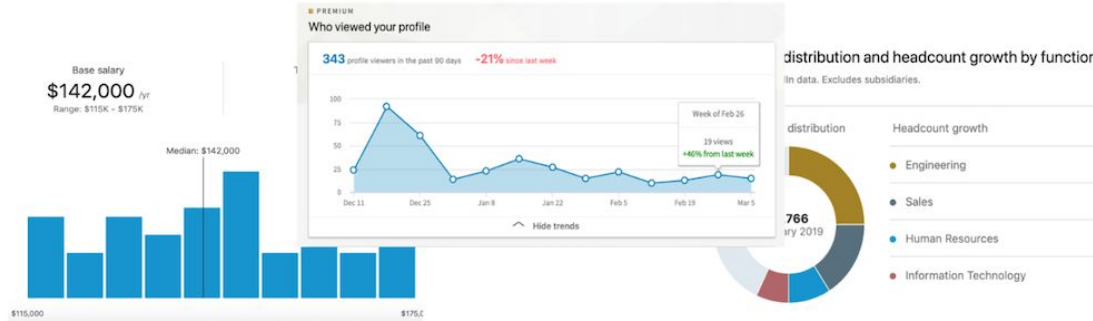 Base salary
$142,000 /yr
Range: $115K - $175K
Median: $142,000
$115,000
PREMIUM
Who viewed your profile
343 profile viewers in the past 90 days -21% since last week
100
75
50
25
0
Week of Feb 26
19 views
+46% from last week
Dec 11 Dec 25 Jan 8 Jan 22 Feb 5 Feb 19 Mar 5
Hide trends
distribution and headcount growth by function
data. Excludes subsidiaries.
distribution
Headcount growth
766
2019
Engineering
Sales
Human Resources
Information Technology